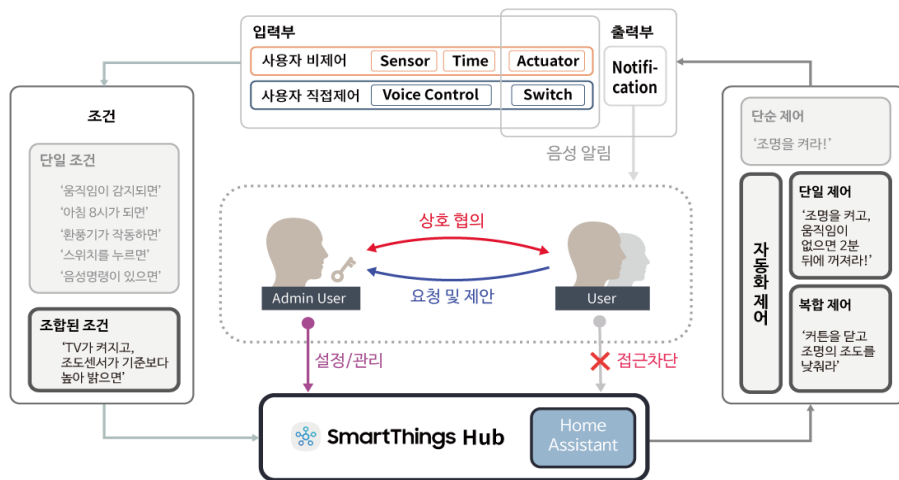 입력부
출력부
사용자 비제어
Sensor
Time
Actuator
사용자 직접제어
Voice Control
Switch
Notifi-
cation
음성 알림
조건
단일 조건
‘움직임이 감지되면’
‘아침 8시가 되면’
‘환풍기가 작동하면’
‘스위치를 누르면’
‘음성명령이 있으면’
조합된 조건
‘TV가 켜지고,
조도센서가 기준보다
높아 밝으면’
상호 협의
요청 및 제안
Admin User
User
설정/관리
접근차단
SmartThings Hub
Home
Assistant
단순 제어
‘조명을 켜라!’
자동화 제어
단일 제어
‘조명을 켜고,
움직임이
없으면 2분
뒤에 꺼져라!’
복합 제어
‘커튼을 닫고
조명의 조도를
낮춰라’